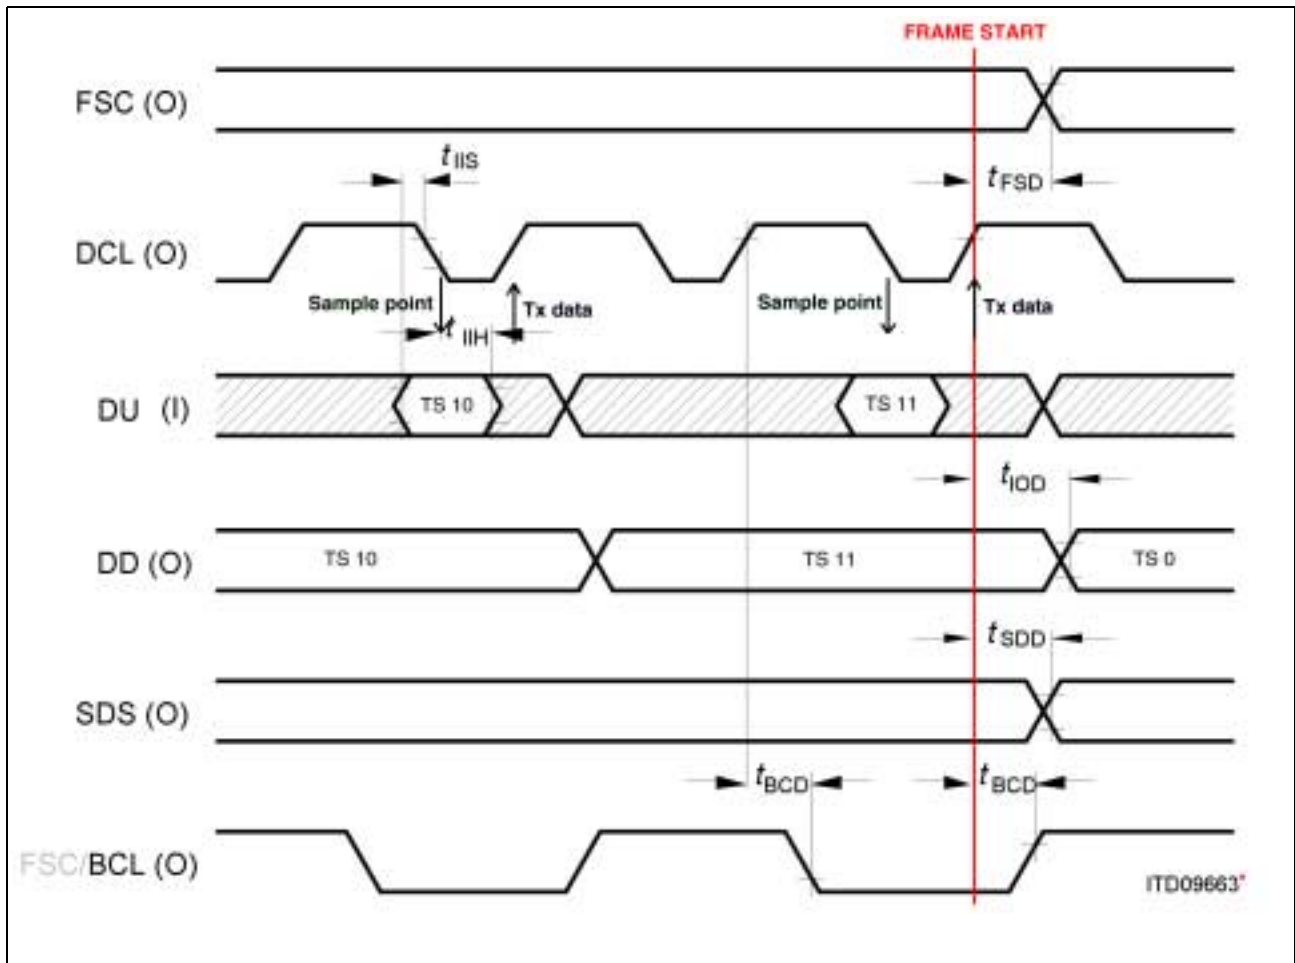 FRAME START
FSC (O)
tIIS
tFSD
DCL (O)
Sample point
Tx data
Sample point
Tx data
tIIH
DU (I)
TS 10
TS 11
tIOD
DD (O)
TS 10
TS 11
TS 0
tSDD
SDS (O)
tBCD
tBCD
FSC/BCL (O)
ITD09663*